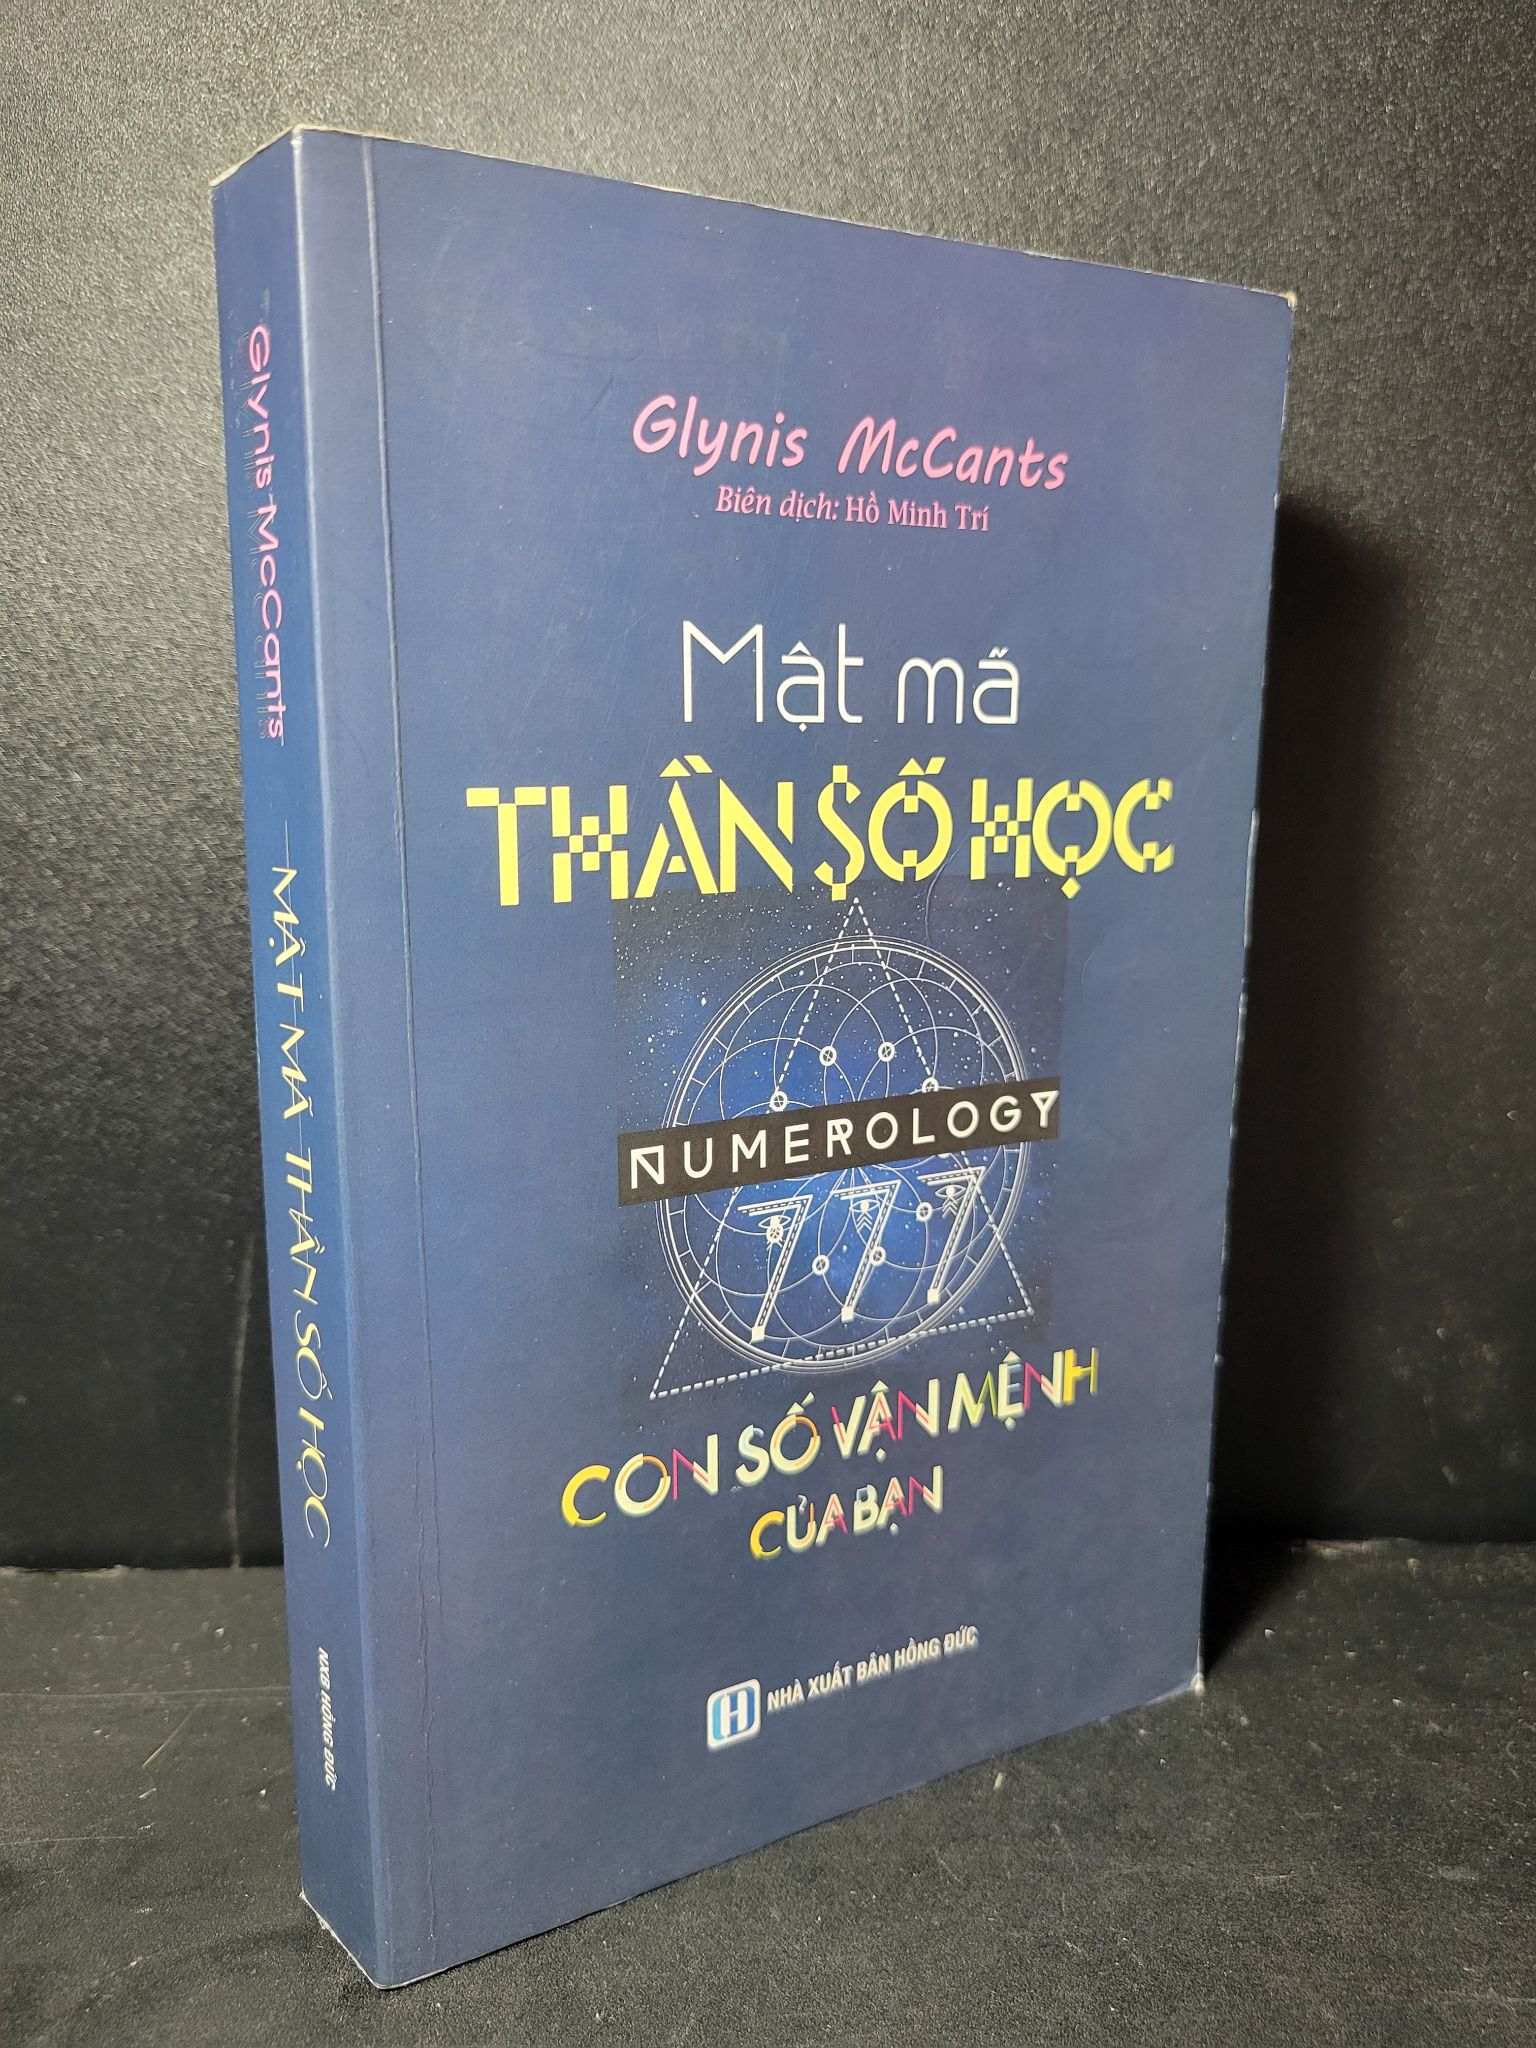 Glynis McCants
Biên dịch: Hồ Minh Trí
Mật mã
THẦN SỐ HỌC
NUMEROLOGY
777
CON SỐ VẬN MỆNH
CỦA BẠN
H NHÀ XUẤT BẢN HỒNG ĐỨC
Glynis McCants
MẬT MÃ THẦN SỐ HỌC
NXB HỒNG ĐỨC